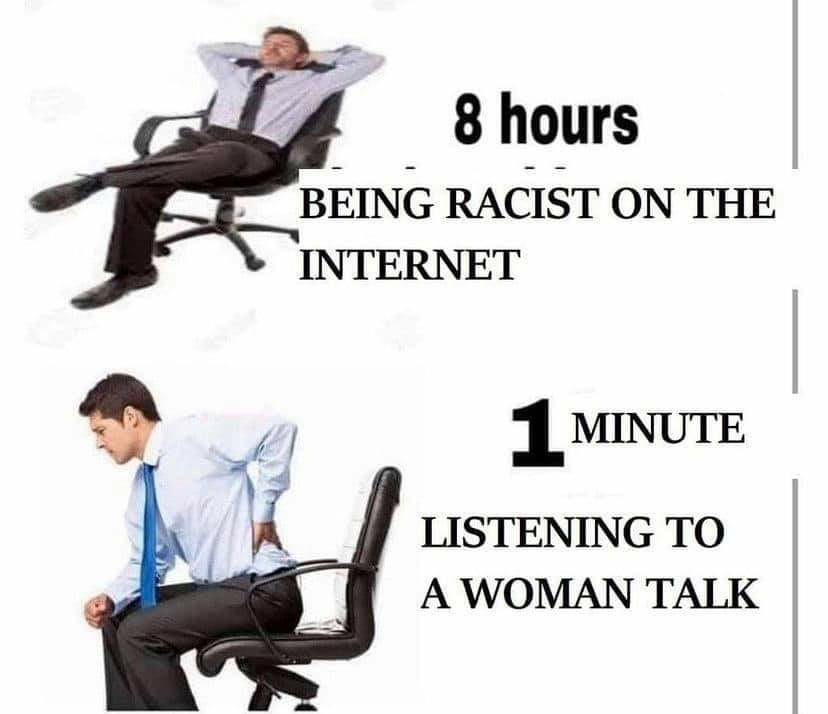 8 hours
BEING RACIST ON THE
INTERNET
1 MINUTE
LISTENING TO
A WOMAN TALK